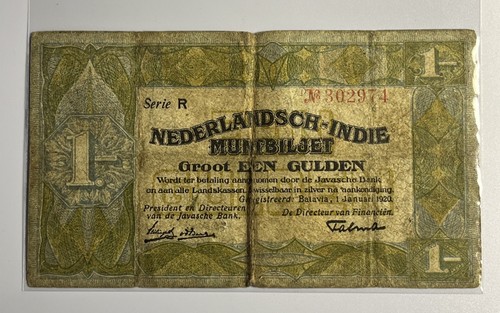 1-
Serie R
№ 302974
NEDERLANDSCH-INDIE
MUNTBILJET
Groot EEN GULDEN
Wordt ter betaling aangenomen door de Javasche Bank
en aan alle Landskassen. Inwisselbaar in zilver na aankondiging.
Geregistreerd: Batavia, 1 Januari 1920.
President en Directeuren
van de Javasche Bank.
De Directeur van Financiën.
1-
1-